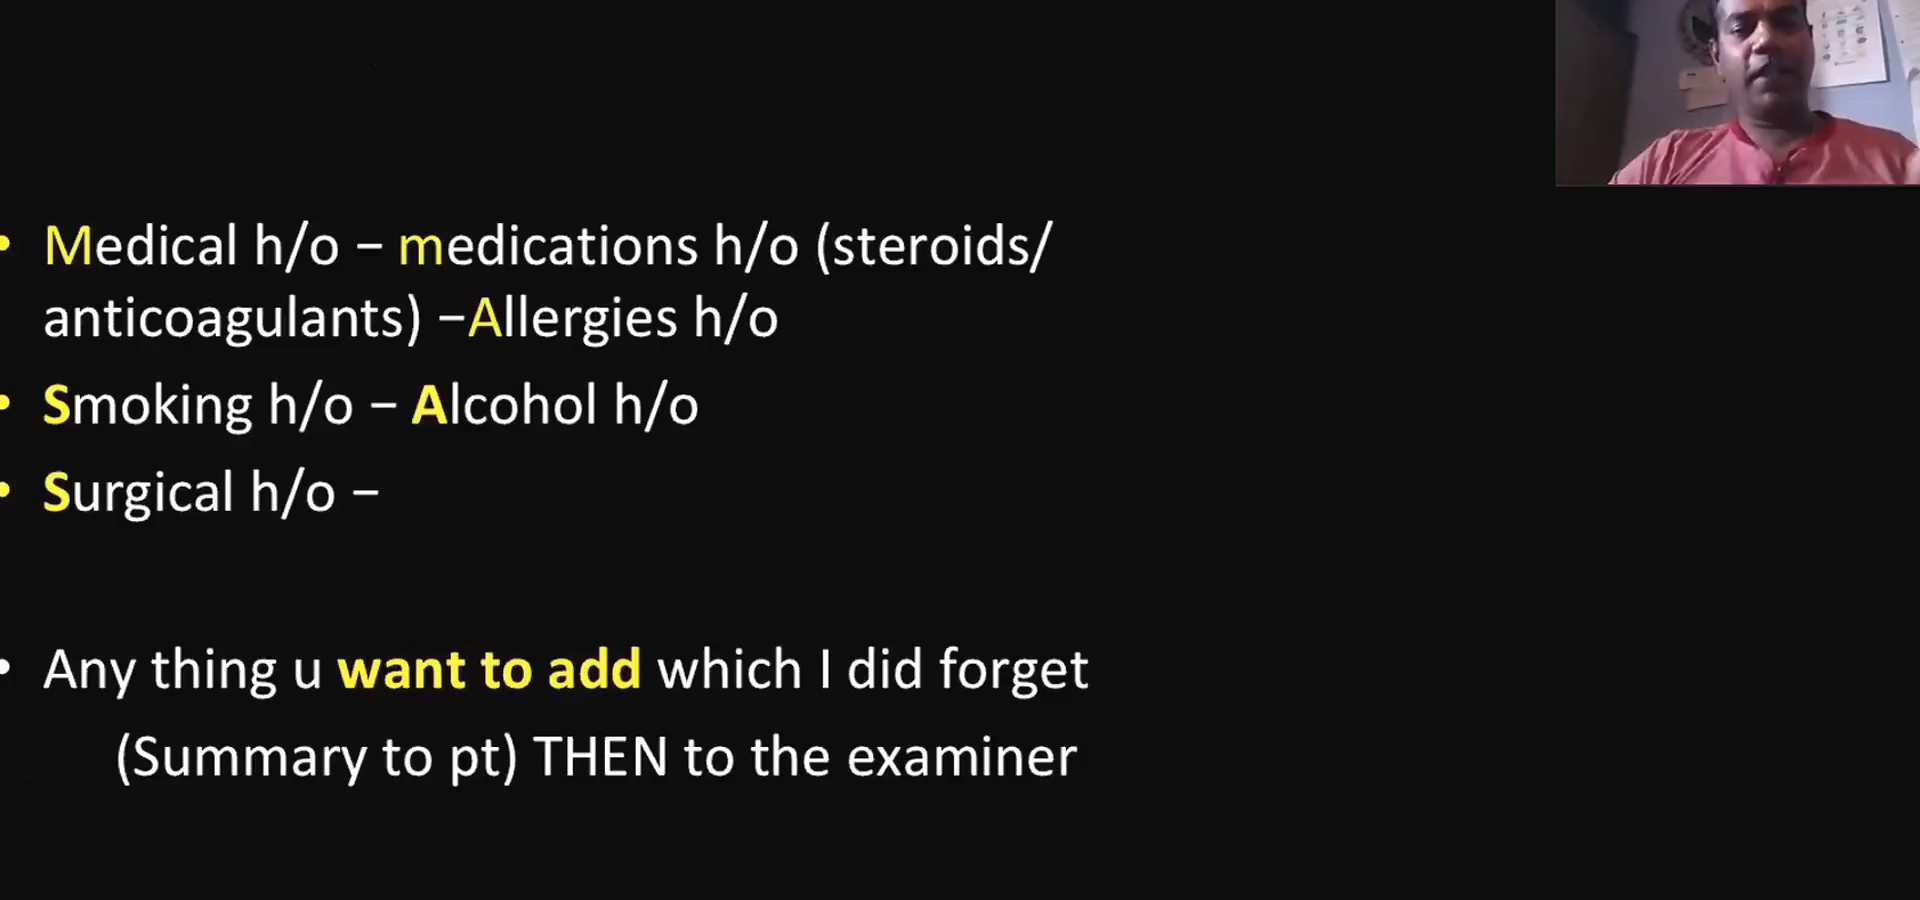 • Medical h/o – medications h/o (steroids/
anticoagulants) –Allergies h/o
• Smoking h/o – Alcohol h/o
• Surgical h/o –
• Any thing u want to add which I did forget
(Summary to pt) THEN to the examiner